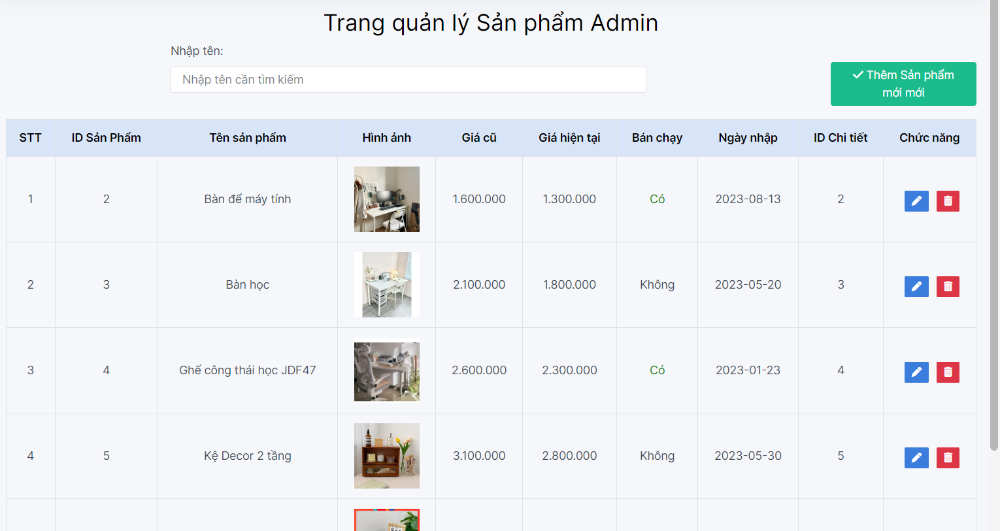 Trang quản lý Sản phẩm Admin
Nhập tên:
Nhập tên cần tìm kiếm
Thêm Sản phẩm
mới mới
STT ID Sản Phẩm Tên sản phẩm Hình ảnh Giá cũ Giá hiện tại Bán chạy Ngày nhập ID Chi tiết Chức năng
1 2 Bàn để máy tính 1.600.000 1.300.000 Có 2023-08-13 2
2 3 Bàn học 2.100.000 1.800.000 Không 2023-05-20 3
3 4 Ghế công thái học JDF47 2.600.000 2.300.000 Có 2023-01-23 4
4 5 Kệ Decor 2 tầng 3.100.000 2.800.000 Không 2023-05-30 5